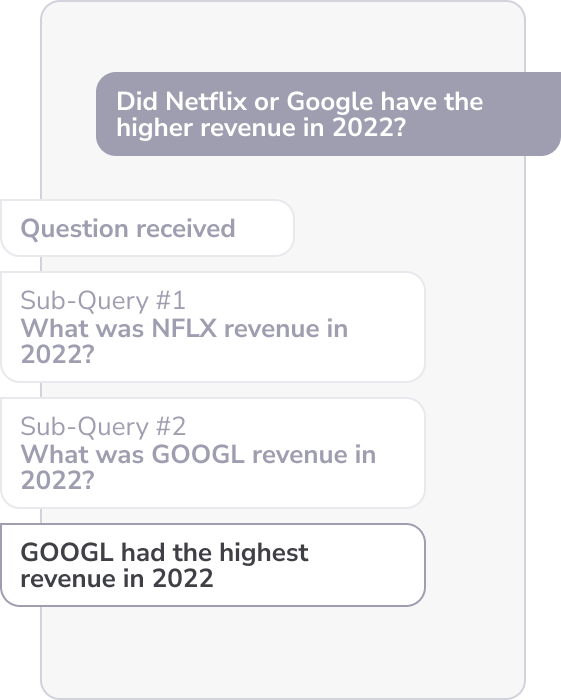 Did Netflix or Google have the
higher revenue in 2022?
Question received
Sub-Query #1
What was NFLX revenue in
2022?
Sub-Query #2
What was GOOGL revenue in
2022?
GOOGL had the highest
revenue in 2022